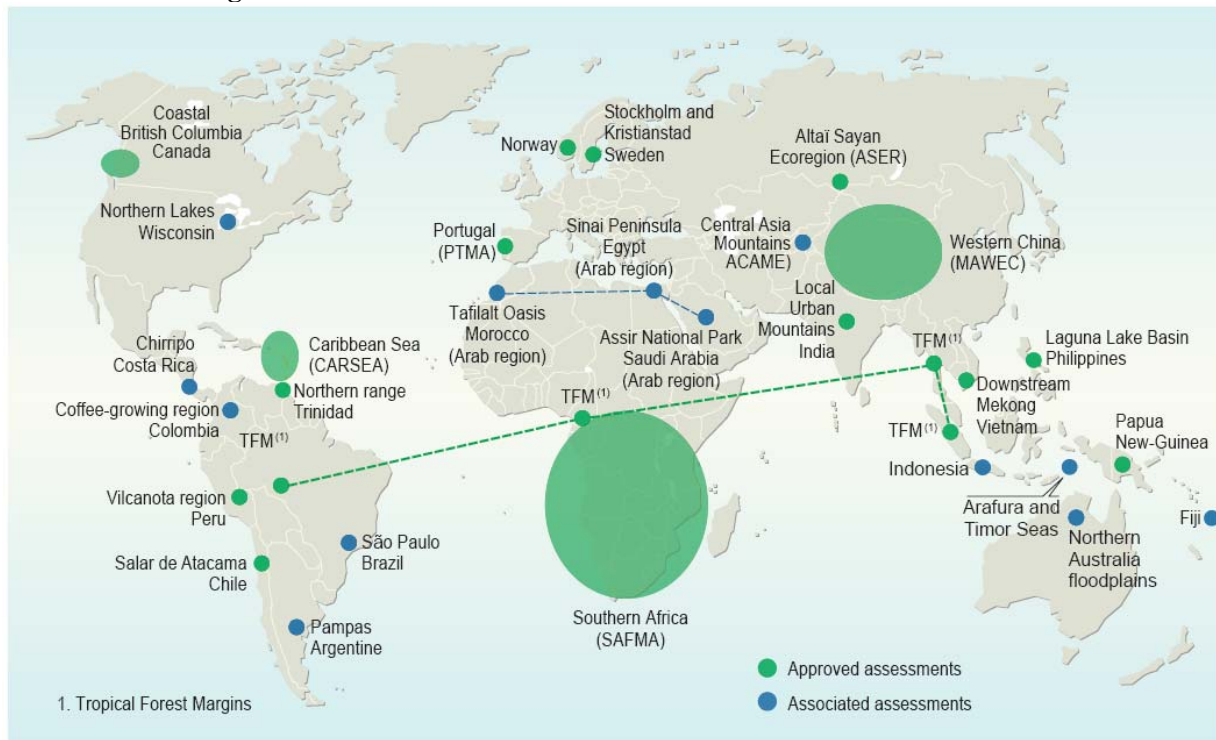 Coastal
British Columbia
Canada
Northern Lakes
Wisconsin
Norway
Stockholm and
Kristianstad
Sweden
Altaï Sayan
Ecoregion (ASER)
Portugal
(PTMA)
Sinai Peninsula
Egypt
(Arab region)
Central Asia
Mountains
ACAME)
Western China
(MAWEC)
Tafilalt Oasis
Morocco
(Arab region)
Assir National Park
Saudi Arabia
(Arab region)
Local
Urban
Mountains
India
Laguna Lake Basin
Philippines
Chirripo
Costa Rica
Caribbean Sea
(CARSEA)
Northern range
Trinidad
Coffee-growing region
Colombia
TFM(1)
TFM(1)
TFM(1)
TFM(1)
Downstream
Mekong
Vietnam
Papua
New-Guinea
Indonesia
Arafura and
Timor Seas
Northern
Australia
floodplains
Fiji
Vilcanota region
Peru
São Paulo
Brazil
Salar de Atacama
Chile
Pampas
Argentine
Southern Africa
(SAFMA)
Approved assessments
Associated assessments
1. Tropical Forest Margins